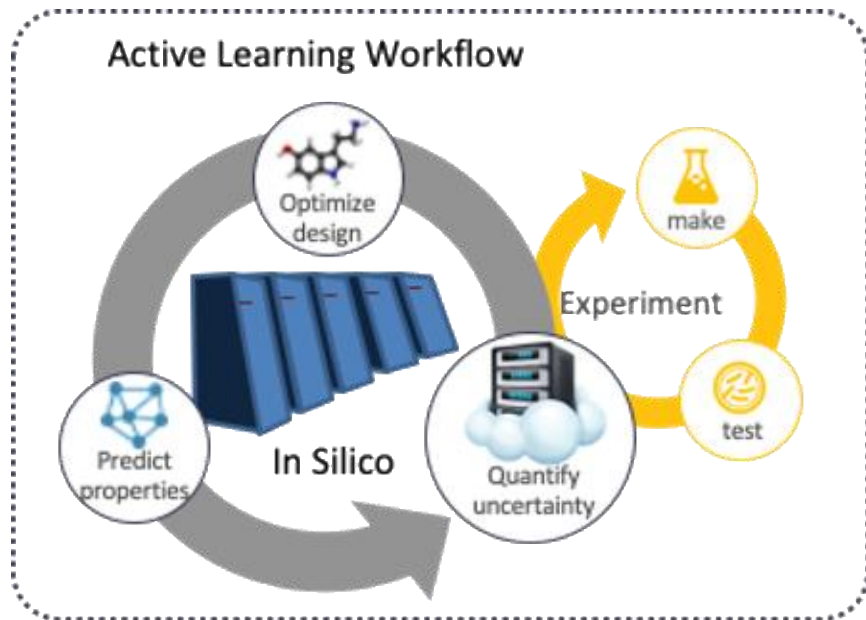 Active Learning Workflow
Optimize
design
make
Experiment
test
Predict
properties
In Silico
Quantify
uncertainty